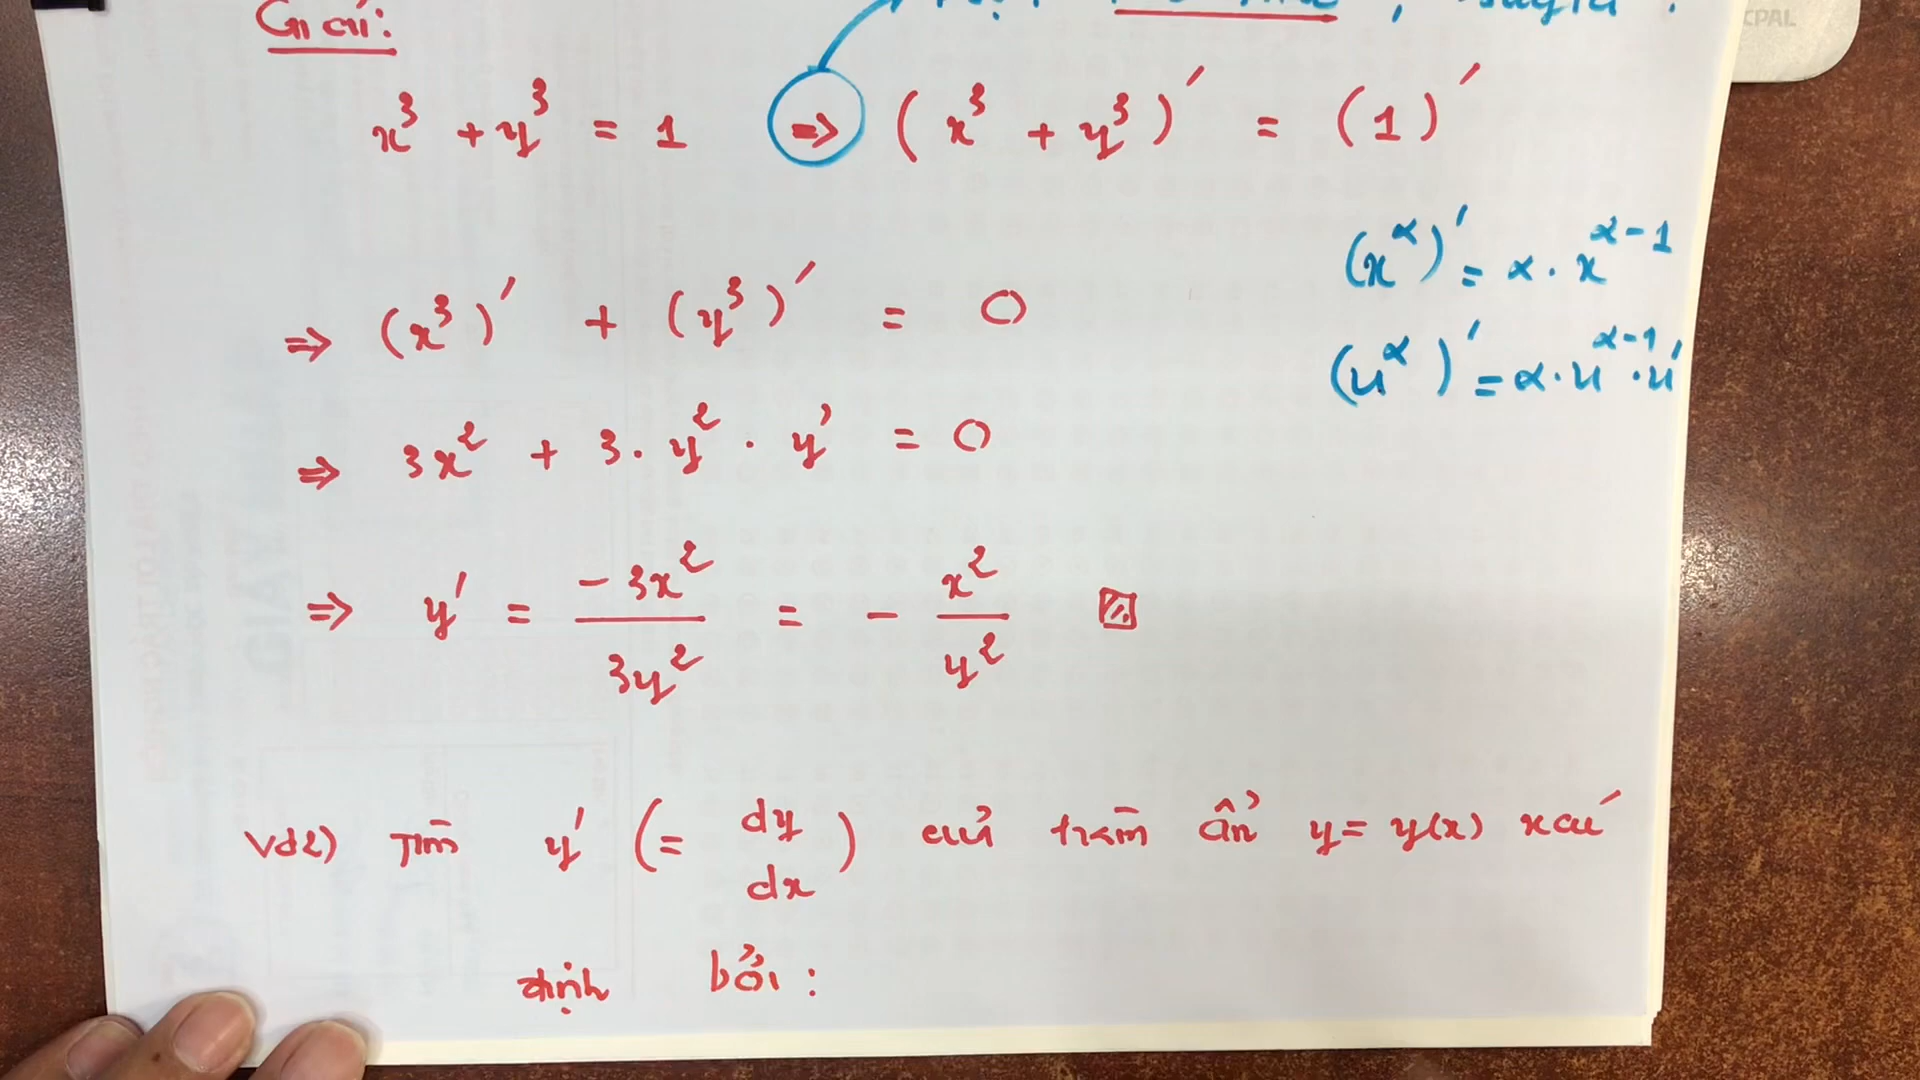 Giải:
x³ + y³ = 1 ⇒ (x³ + y³)' = (1)'
(x^α)' = α · x^(α-1)
⇒ (x³)' + (y³)' = 0
(u^α)' = α · u^(α-1) · u'
⇒ 3x² + 3 · y² · y' = 0
⇒ y' = -3x² / 3y² = - x² / y²
Vd2) Tìm y' (= dy/dx) của hàm ẩn y = y(x) xác
định bởi:
CPAL